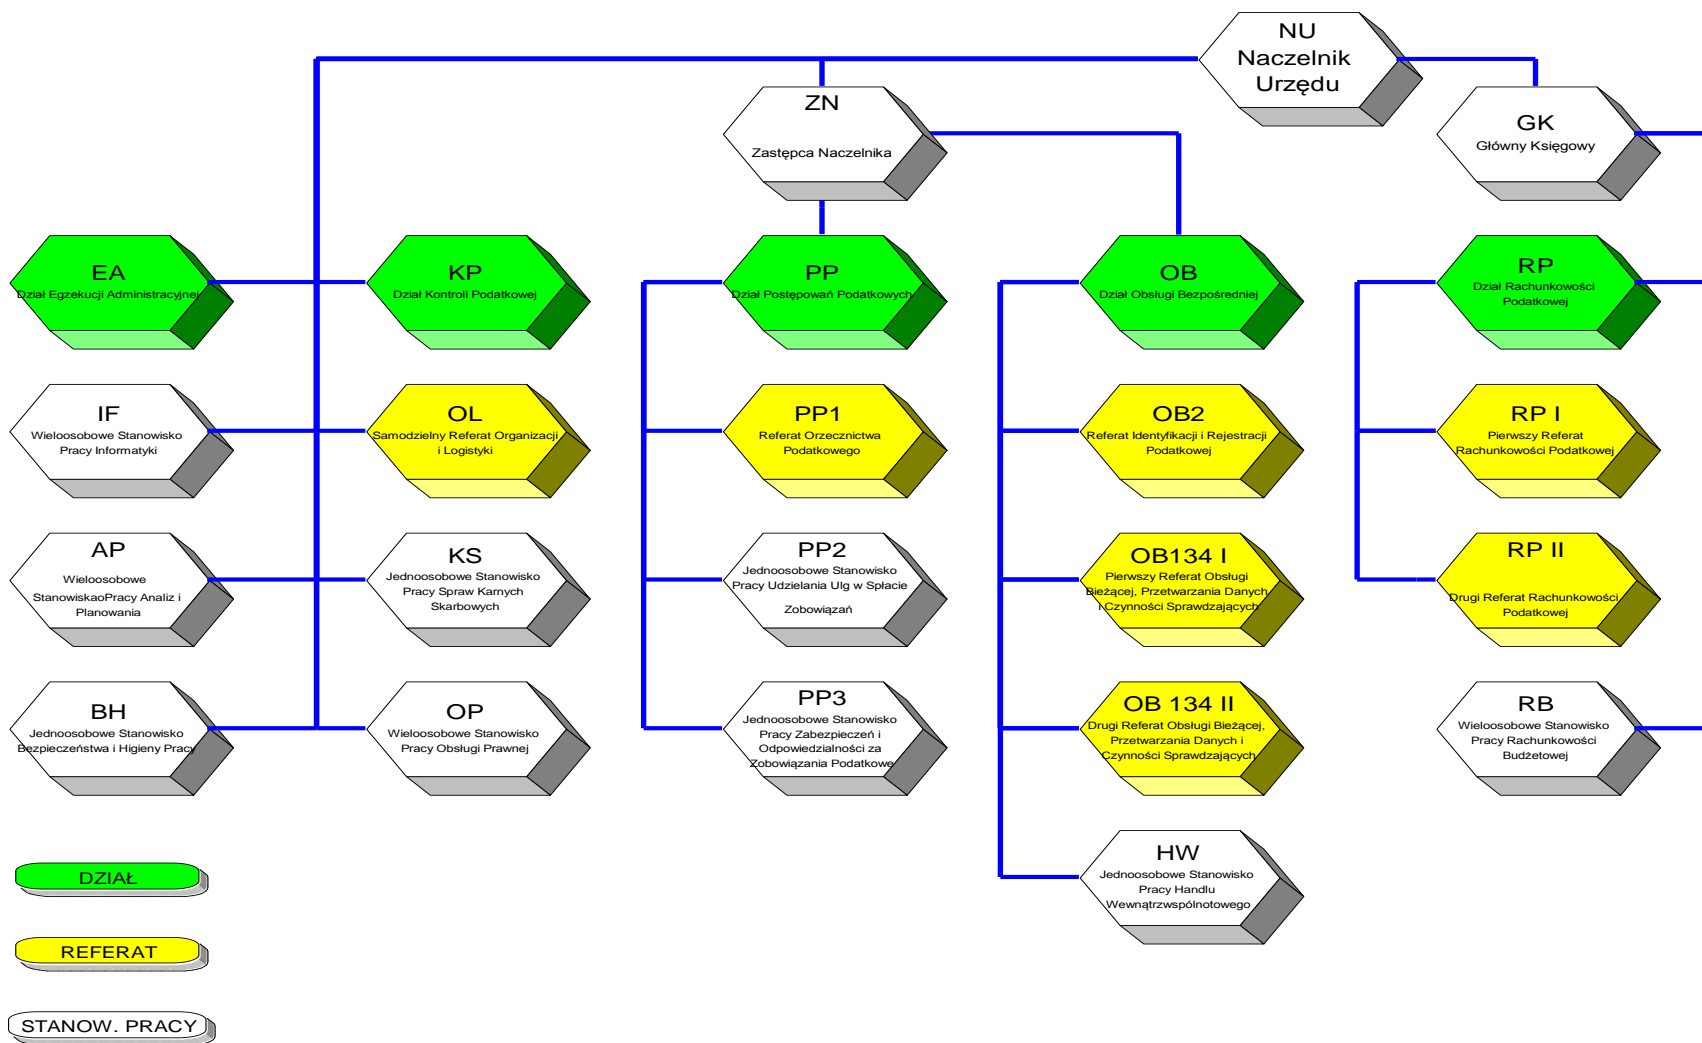 NU
Naczelnik
Urzędu
ZN
Zastępca Naczelnika
GK
Główny Księgowy
EA
Dział Egzekucji Administracyjnej
KP
Dział Kontroli Podatkowej
PP
Dział Postępowań Podatkowych
OB
Dział Obsługi Bezpośredniej
RP
Dział Rachunkowości
Podatkowej
IF
Wieloosobowe Stanowisko
Pracy Informatyki
OL
Samodzielny Referat Organizacji
i Logistyki
PP1
Referat Orzecznictwa
Podatkowego
OB2
Referat Identyfikacji i Rejestracji
Podatkowej
RP I
Pierwszy Referat
Rachunkowości Podatkowej
AP
Wieloosobowe
StanowiskaoPracy Analiz i
Planowania
KS
Jednoosobowe Stanowisko
Pracy Spraw Karnych
Skarbowych
PP2
Jednoosobowe Stanowisko
Pracy Udzielania Ulg w Spłacie
Zobowiązań
OB134 I
Pierwszy Referat Obsługi
Bieżącej, Przetwarzania Danych
i Czynności Sprawdzających
RP II
Drugi Referat Rachunkowości
Podatkowej
BH
Jednoosobowe Stanowisko
Bezpieczeństwa i Higieny Pracy
OP
Wieloosobowe Stanowisko
Pracy Obsługi Prawnej
PP3
Jednoosobowe Stanowisko
Pracy Zabezpieczeń i
Odpowiedzialności za
Zobowiązania Podatkowe
OB 134 II
Drugi Referat Obsługi Bieżącej,
Przetwarzania Danych i
Czynności Sprawdzających
RB
Wieloosobowe Stanowisko
Pracy Rachunkowości
Budżetowej
HW
Jednoosobowe Stanowisko
Pracy Handlu
Wewnątrzwspólnotowego
DZIAŁ
REFERAT
STANOW. PRACY